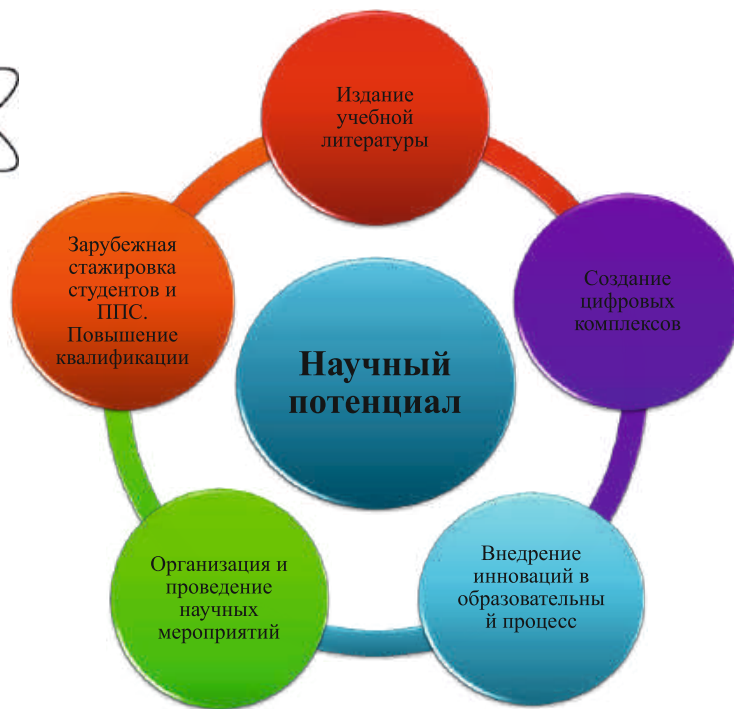 Издание
учебной
литературы
Создание
цифровых
комплексов
Внедрение
инноваций в
образовательны
й процесс
Организация и
проведение
научных
мероприятий
Зарубежная
стажировка
студентов и
ППС.
Повышение
квалификации
Научный
потенциал